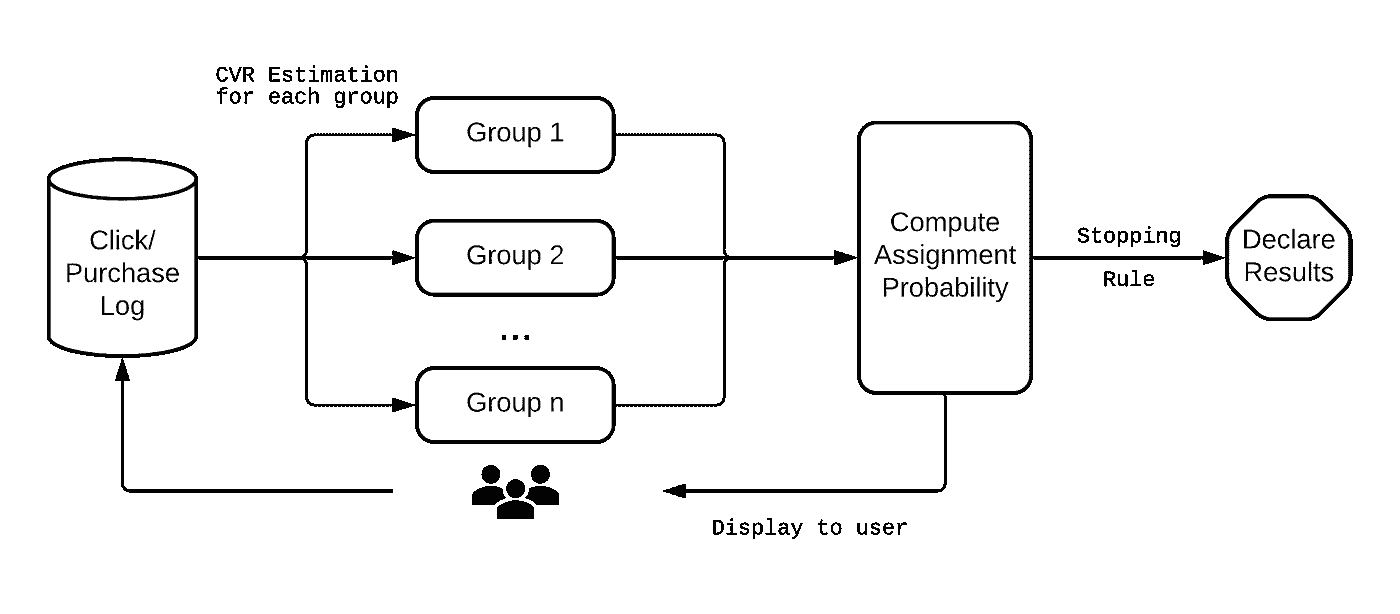 CVR Estimation
for each group
Group 1
Click/
Purchase
Log
Group 2
...
Group n
Compute
Assignment
Probability
Stopping
Rule
Declare
Results
Display to user